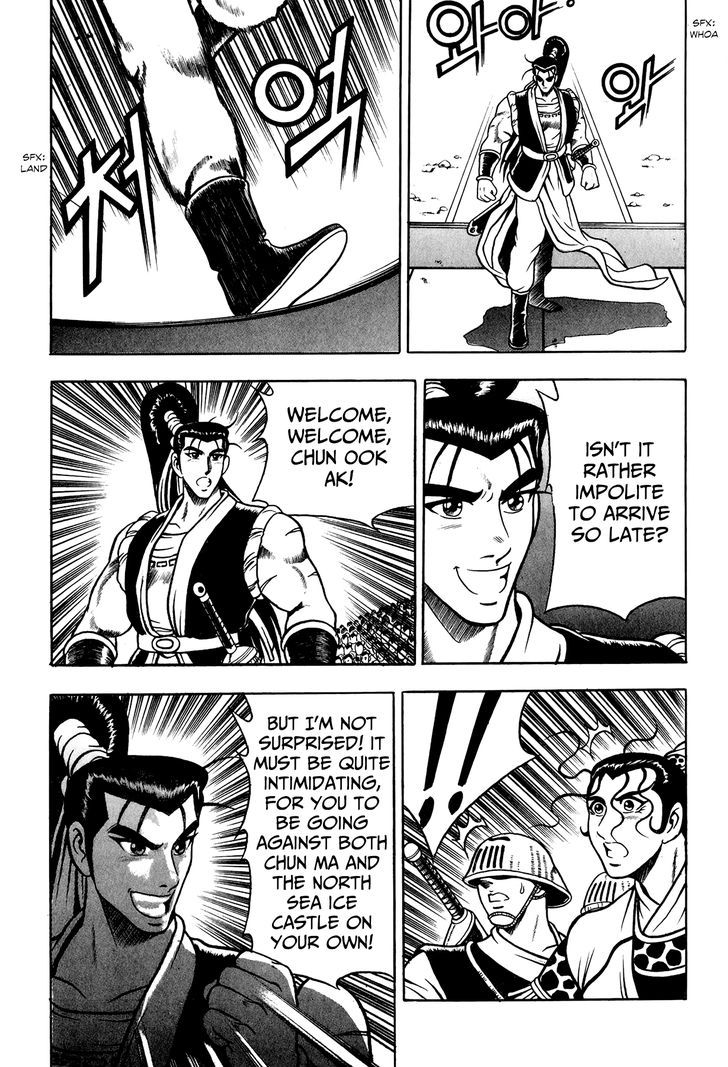 SFX:
LAND
처
억
와
아
와
SFX:
WHOA
WELCOME,
WELCOME,
CHUN OOK
AK!
ISN'T IT
RATHER
IMPOLITE
TO ARRIVE
SO LATE?
BUT I'M NOT
SURPRISED! IT
MUST BE QUITE
INTIMIDATING,
FOR YOU TO
BE GOING
AGAINST BOTH
CHUN MA AND
THE NORTH
SEA ICE
CASTLE ON
YOUR OWN!
!!